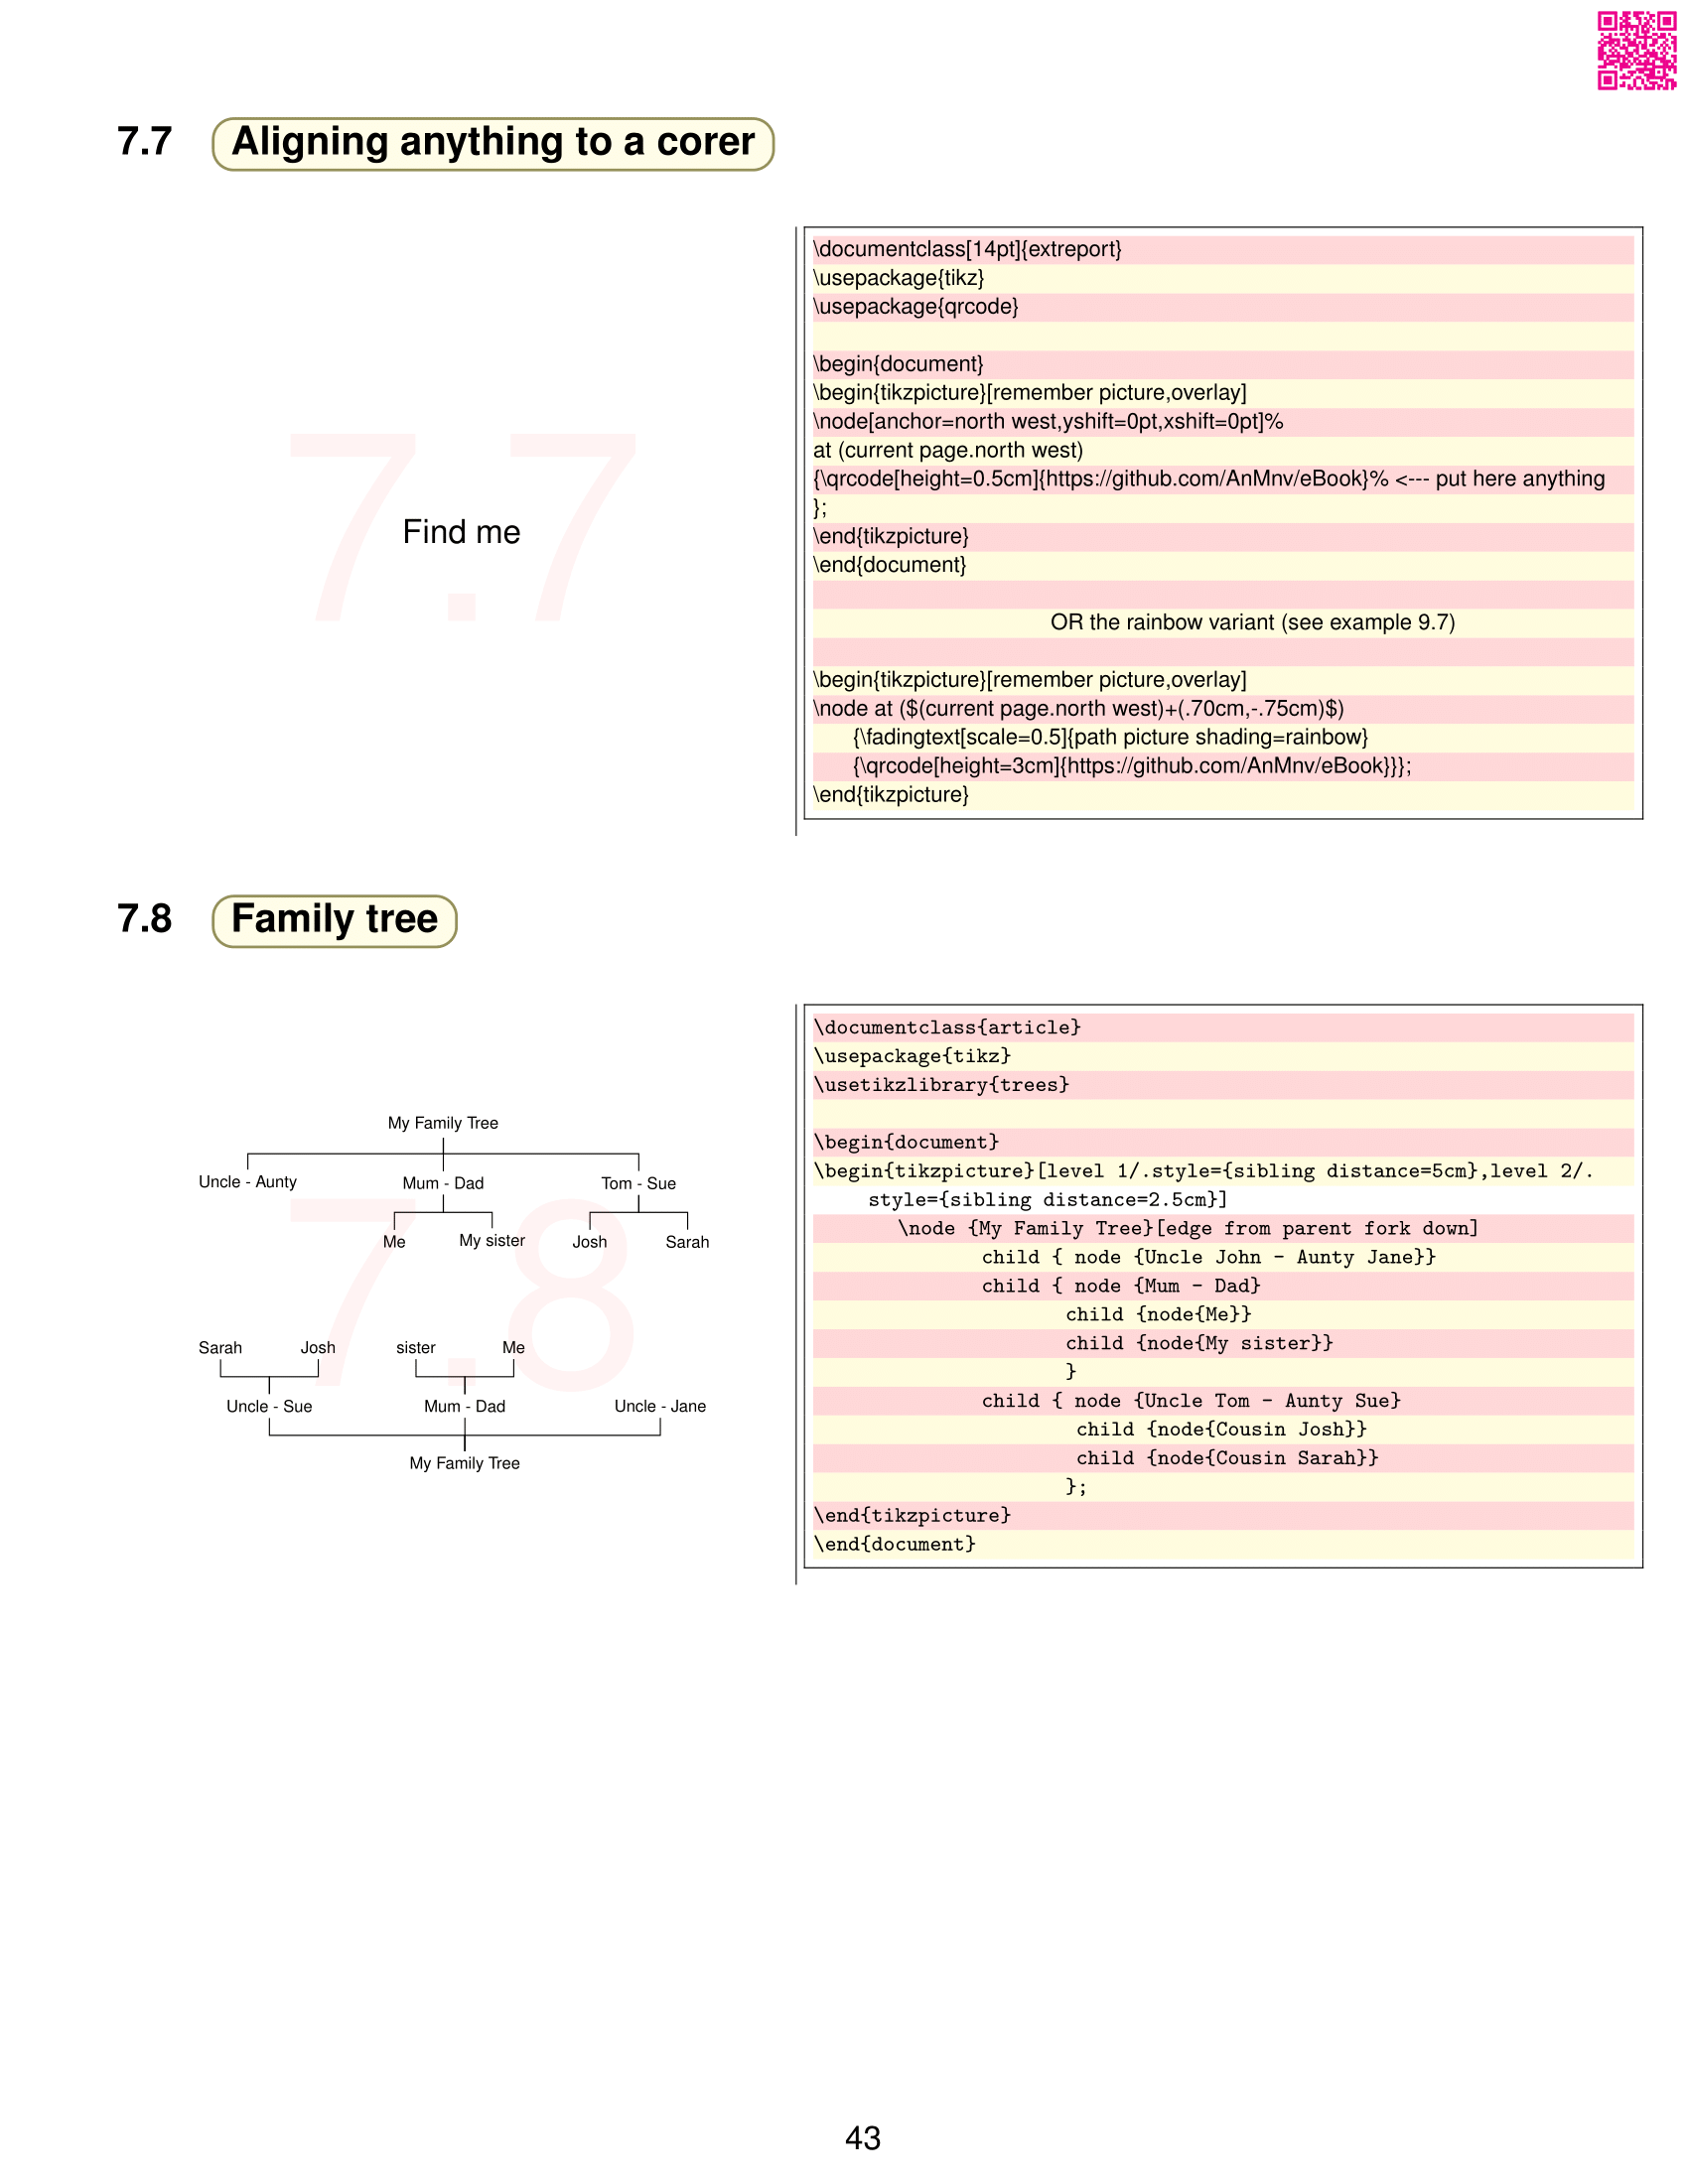 7.7 Aligning anything to a corer
7.7
Find me
\documentclass[14pt]{extreport}
\usepackage{tikz}
\usepackage{qrcode}
\begin{document}
\begin{tikzpicture}[remember picture,overlay]
\node[anchor=north west,yshift=0pt,xshift=0pt]%
at (current page.north west)
{\qrcode[height=0.5cm]{https://github.com/AnMnv/eBook}% <--- put here anything
};
\end{tikzpicture}
\end{document}
OR the rainbow variant (see example 9.7)
\begin{tikzpicture}[remember picture,overlay]
\node at ($(current page.north west)+(.70cm,-.75cm)$)
{\fadingtext[scale=0.5]{path picture shading=rainbow}
{\qrcode[height=3cm]{https://github.com/AnMnv/eBook}}};
\end{tikzpicture}
7.8 Family tree
7.8
My Family Tree
Uncle - Aunty Mum - Dad Tom - Sue
Me My sister Josh Sarah
Sarah Josh sister Me
Uncle - Sue Mum - Dad Uncle - Jane
My Family Tree
\documentclass{article}
\usepackage{tikz}
\usetikzlibrary{trees}
\begin{document}
\begin{tikzpicture}[level 1/.style={sibling distance=5cm},level 2/.
style={sibling distance=2.5cm}]
\node {My Family Tree}[edge from parent fork down]
child { node {Uncle John - Aunty Jane}}
child { node {Mum - Dad}
child {node{Me}}
child {node{My sister}}
}
child { node {Uncle Tom - Aunty Sue}
child {node{Cousin Josh}}
child {node{Cousin Sarah}}
};
\end{tikzpicture}
\end{document}
43